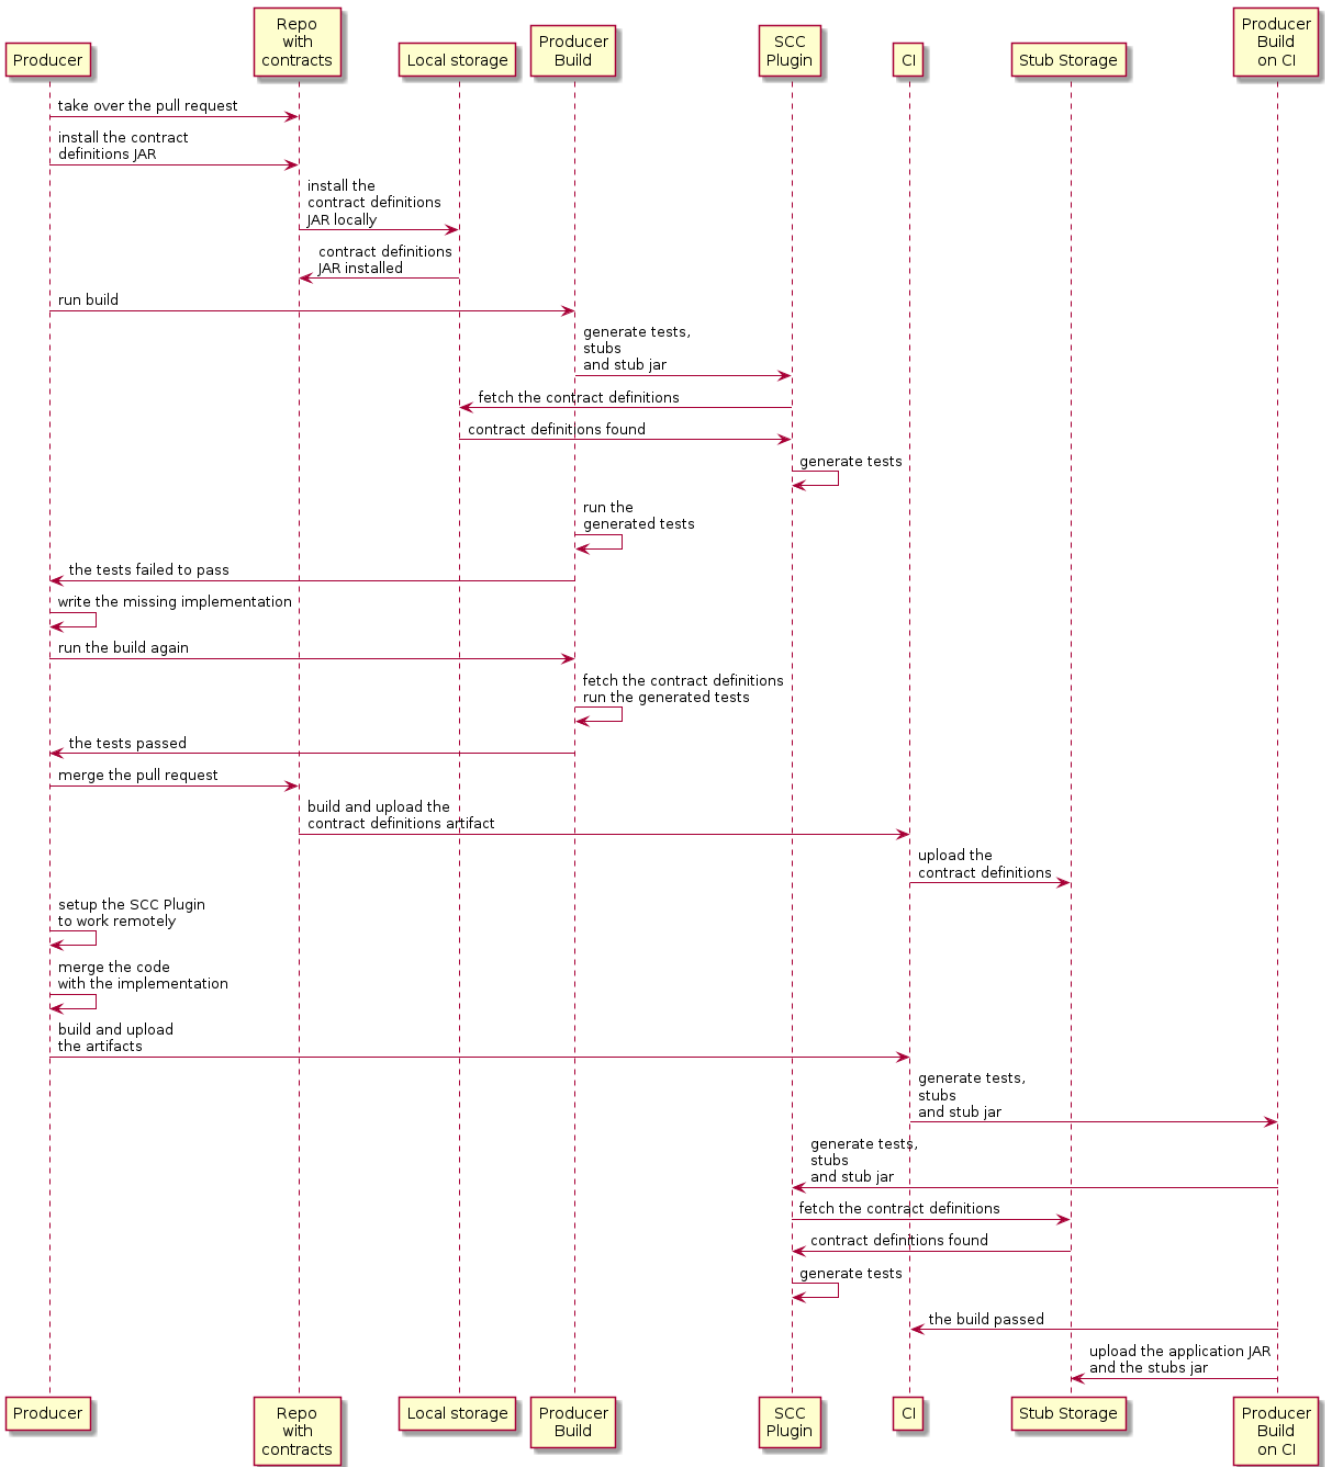 Producer
Repo
with
contracts
Local storage
Producer
Build
SCC
Plugin
CI
Stub Storage
Producer
Build
on CI
take over the pull request
install the contract
definitions JAR
install the
contract definitions
JAR locally
contract definitions
JAR installed
run build
generate tests,
stubs
and stub jar
fetch the contract definitions
contract definitions found
generate tests
run the
generated tests
the tests failed to pass
write the missing implementation
run the build again
fetch the contract definitions
run the generated tests
the tests passed
merge the pull request
build and upload the
contract definitions artifact
upload the
contract definitions
setup the SCC Plugin
to work remotely
merge the code
with the implementation
build and upload
the artifacts
generate tests,
stubs
and stub jar
generate tests,
stubs
and stub jar
fetch the contract definitions
contract definitions found
generate tests
the build passed
upload the application JAR
and the stubs jar
Producer
Repo
with
contracts
Local storage
Producer
Build
SCC
Plugin
CI
Stub Storage
Producer
Build
on CI